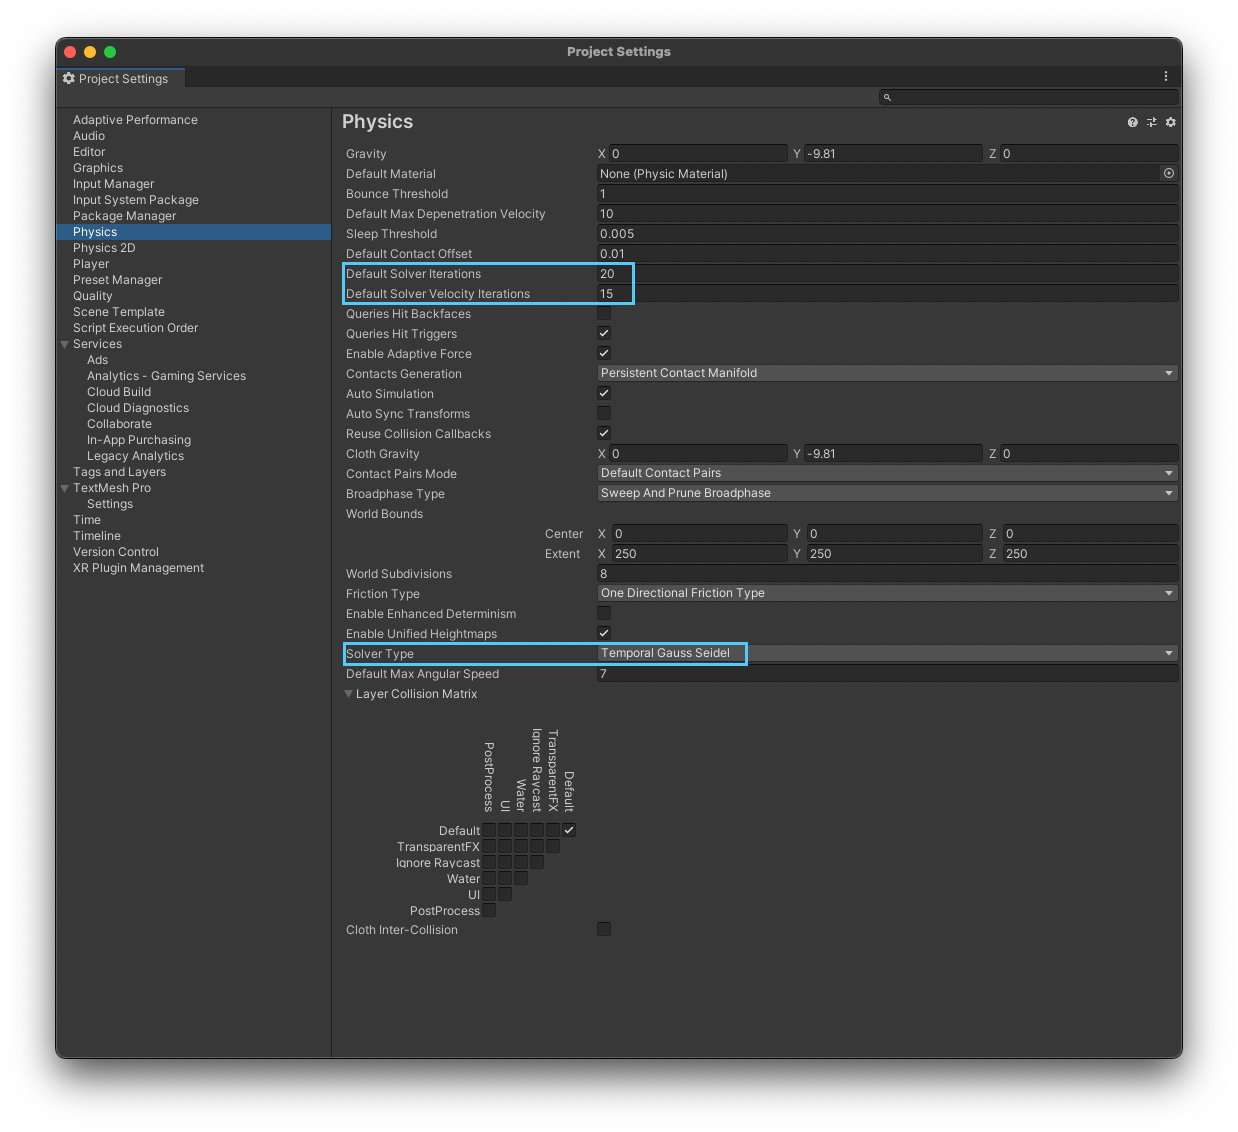 Project Settings
Project Settings
Adaptive Performance
Audio
Editor
Graphics
Input Manager
Input System Package
Package Manager
Physics
Physics 2D
Player
Preset Manager
Quality
Scene Template
Script Execution Order
Services
Ads
Analytics - Gaming Services
Cloud Build
Cloud Diagnostics
Collaborate
In-App Purchasing
Legacy Analytics
Tags and Layers
TextMesh Pro
Settings
Time
Timeline
Version Control
XR Plugin Management
Physics
Gravity X 0 Y -9.81 Z 0
Default Material None (Physic Material)
Bounce Threshold 1
Default Max Depenetration Velocity 10
Sleep Threshold 0.005
Default Contact Offset 0.01
Default Solver Iterations 20
Default Solver Velocity Iterations 15
Queries Hit Backfaces
Queries Hit Triggers
Enable Adaptive Force
Contacts Generation Persistent Contact Manifold
Auto Simulation
Auto Sync Transforms
Reuse Collision Callbacks
Cloth Gravity X 0 Y -9.81 Z 0
Contact Pairs Mode Default Contact Pairs
Broadphase Type Sweep And Prune Broadphase
World Bounds
Center X 0 Y 0 Z 0
Extent X 250 Y 250 Z 250
World Subdivisions 8
Friction Type One Directional Friction Type
Enable Enhanced Determinism
Enable Unified Heightmaps
Solver Type Temporal Gauss Seidel
Default Max Angular Speed 7
Layer Collision Matrix
PostProcess
UI
Water
Ignore Raycast
TransparentFX
Default
Default
TransparentFX
Ignore Raycast
Water
UI
PostProcess
Cloth Inter-Collision